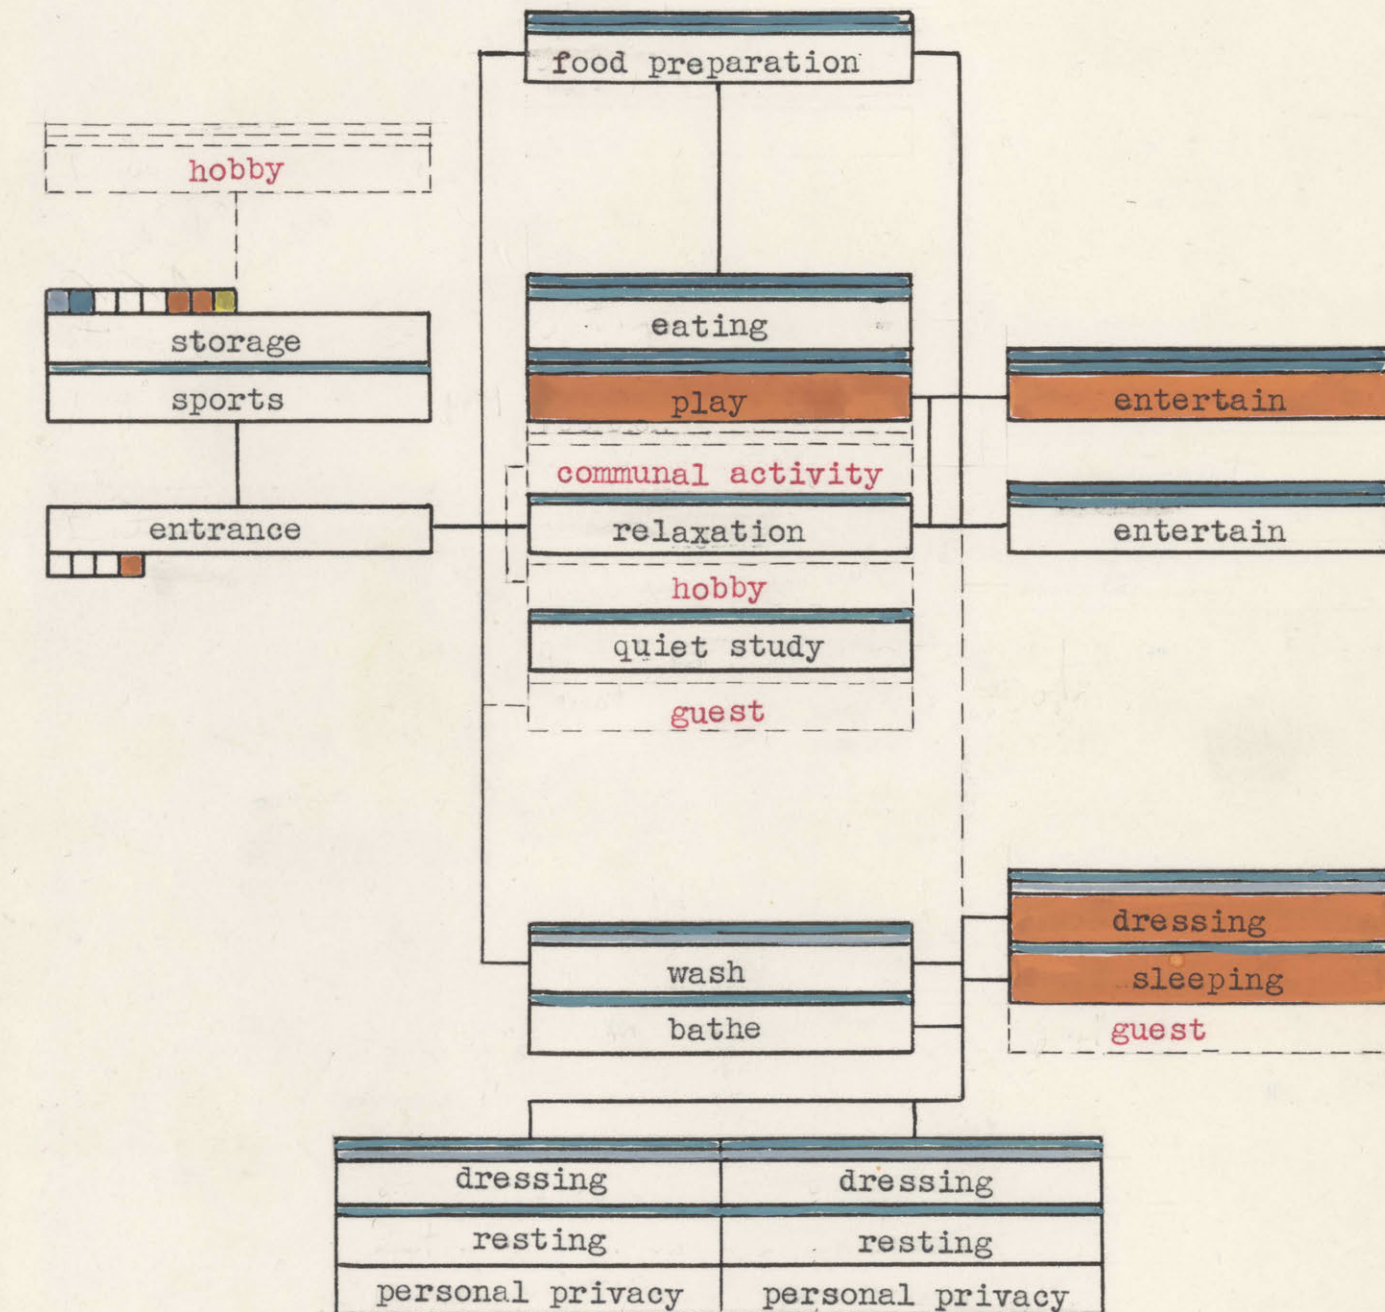 food preparation
hobby
storage
sports
entrance
eating
play
communal activity
relaxation
hobby
quiet study
guest
entertain
entertain
wash
bathe
dressing
sleeping
guest
dressing dressing
resting resting
personal privacy personal privacy